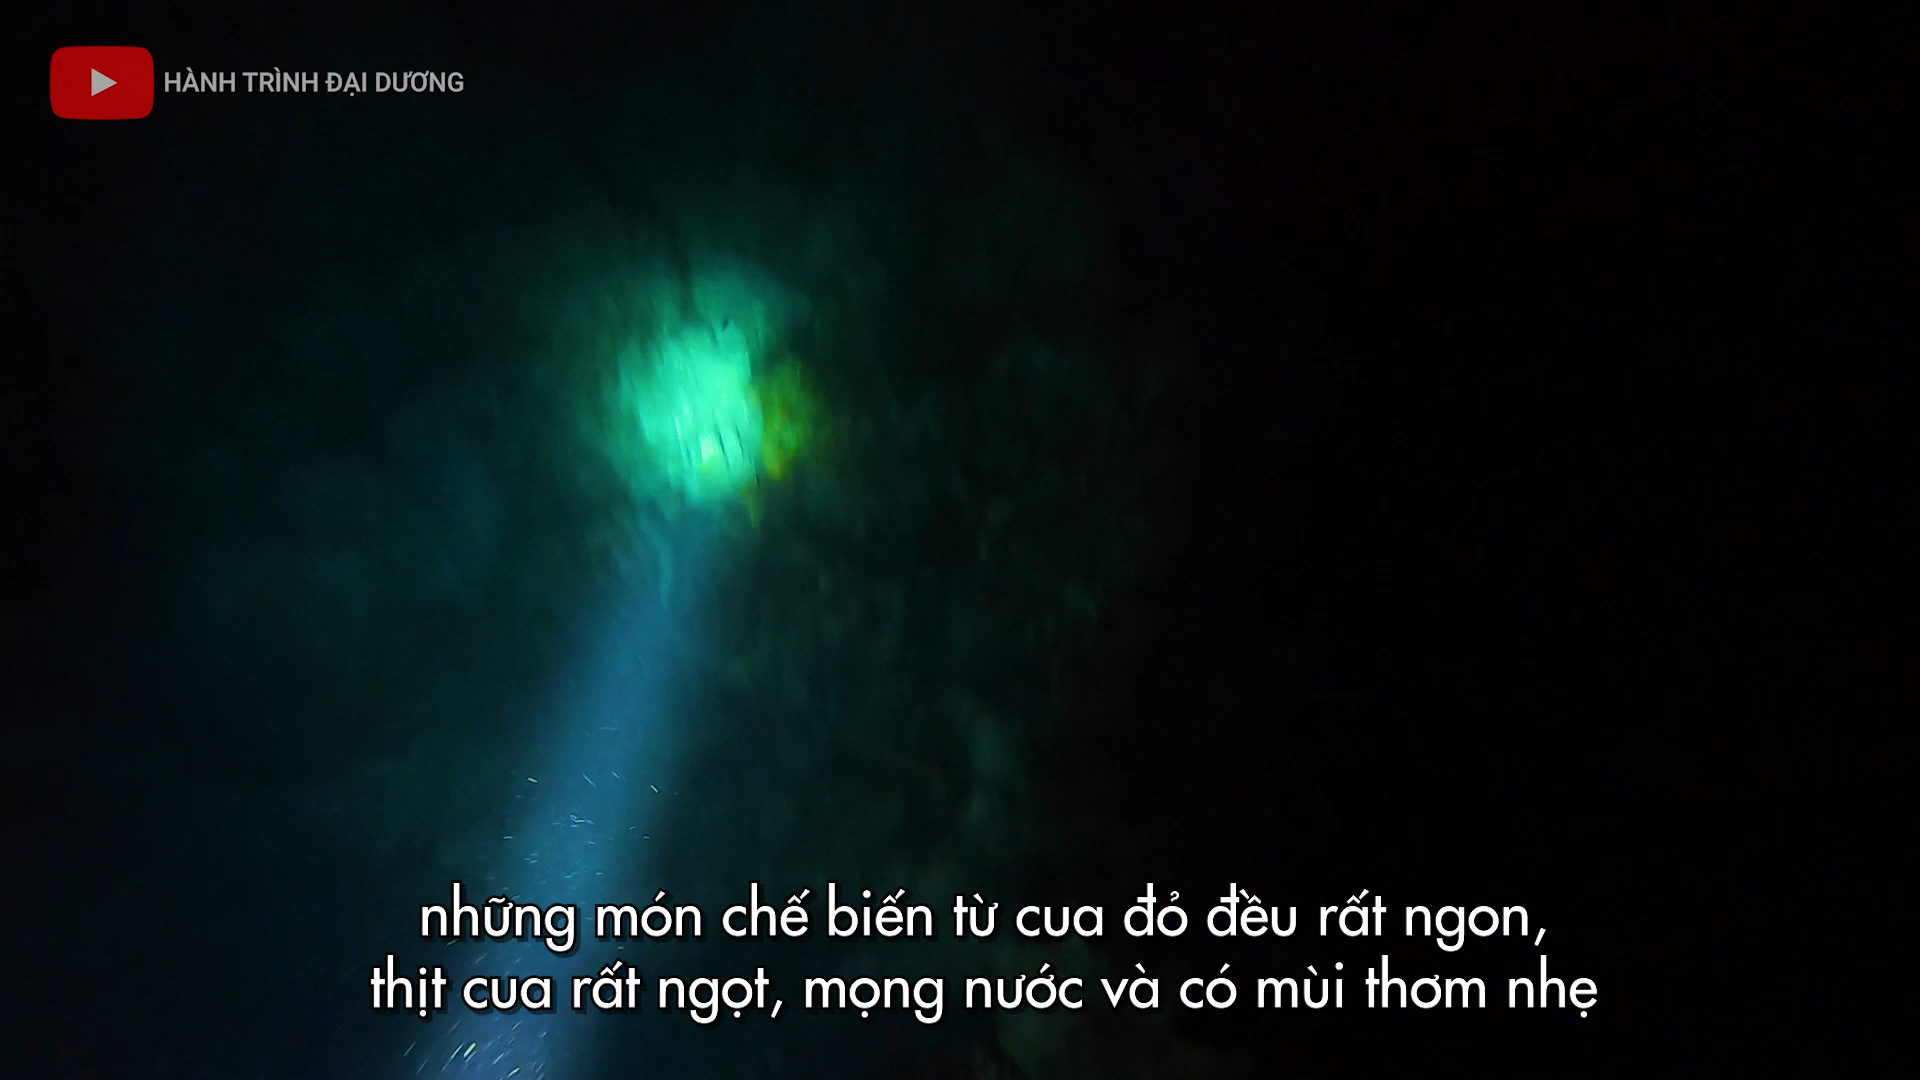 HÀNH TRÌNH ĐẠI DƯƠNG
những món chế biến từ cua đỏ đều rất ngon,
thịt cua rất ngọt, mọng nước và có mùi thơm nhẹ